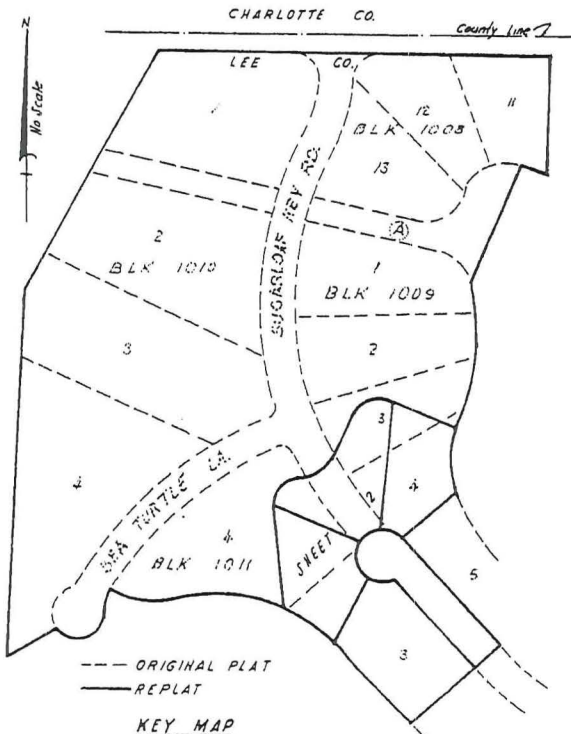 CHARLOTTE CO.
County Line
N
No Scale
LEE CO.
1
12
11
BLK 1008
13
SUGARLOAF KEY RD.
A
2
BLK 1010
1
BLK 1009
3
2
3
4
SEA TURTLE LA.
4
BLK 1011
SHEET 2
4
5
3
ORIGINAL PLAT
REPLAT
KEY MAP